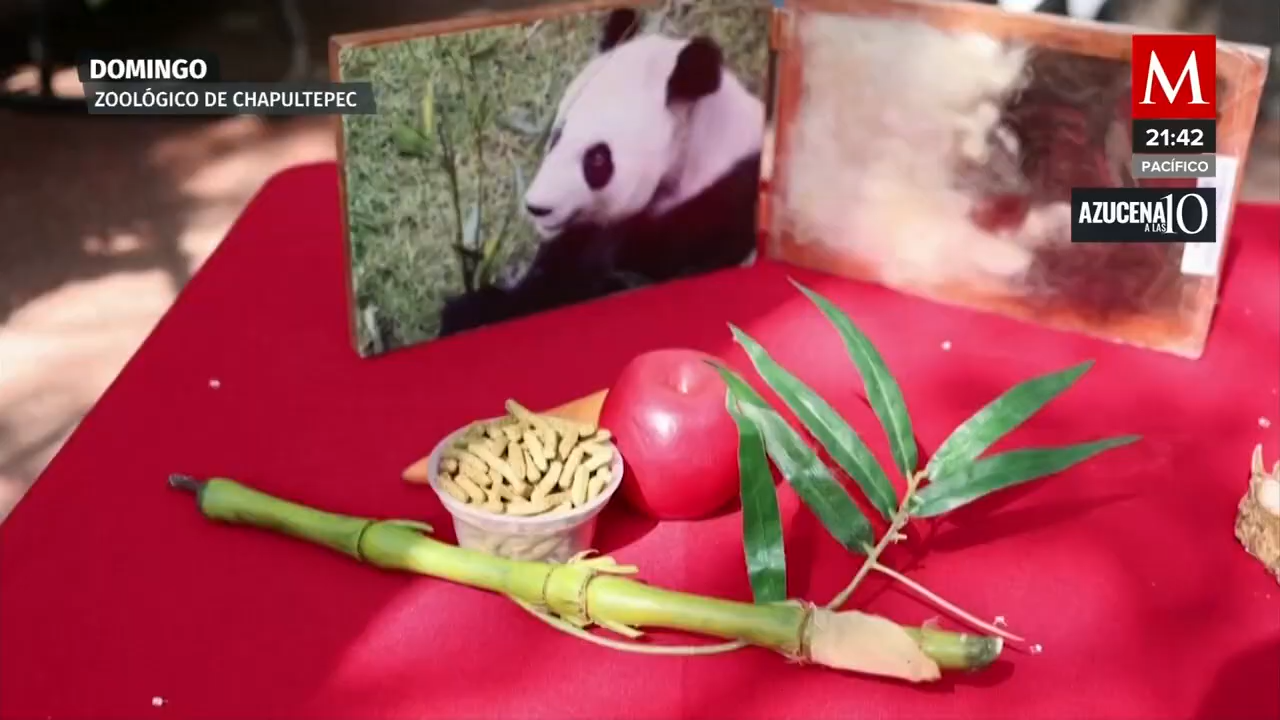 DOMINGO
ZOOLÓGICO DE CHAPULTEPEC
M
21:42
PACÍFICO
AZUCENA
A LAS
10